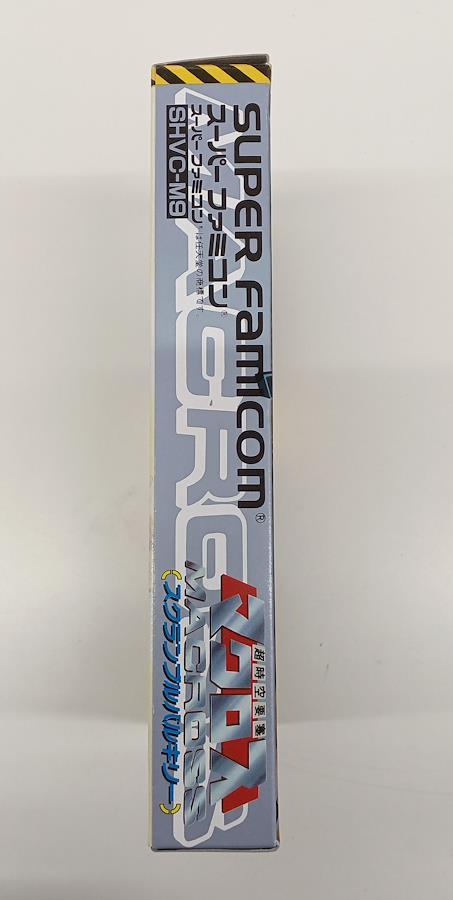 SUPER FAMICOM®
スーパー ファミコン®
スーパー ファミコン®は任天堂の商標です。
SHVC-M9
MACROSS
超時空要塞
マクロス
MACROSS
スクランブルバルキリー